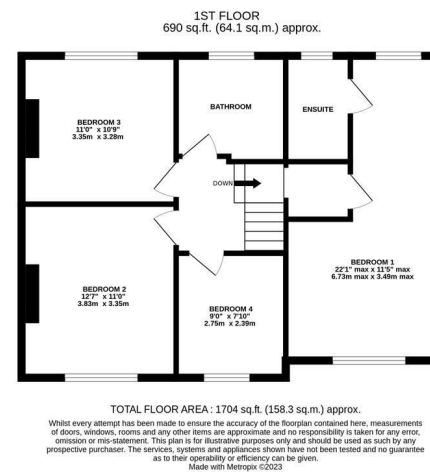 1ST FLOOR
690 sq.ft. (64.1 sq.m.) approx.
BEDROOM 3
11'0" x 10'9"
3.35m x 3.28m
BATHROOM
ENSUITE
DOWN
BEDROOM 1
22'1" max x 11'5" max
6.73m max x 3.49m max
BEDROOM 2
12'7" x 11'0"
3.83m x 3.35m
BEDROOM 4
9'0" x 7'10"
2.75m x 2.39m
TOTAL FLOOR AREA : 1704 sq.ft. (158.3 sq.m.) approx.
Whilst every attempt has been made to ensure the accuracy of the floorplan contained here, measurements
of doors, windows, rooms and any other items are approximate and no responsibility is taken for any error,
omission or mis-statement. This plan is for illustrative purposes only and should be used as such by any
prospective purchaser. The services, systems and appliances shown have not been tested and no guarantee
as to their operability or efficiency can be given.
Made with Metropix ©2023